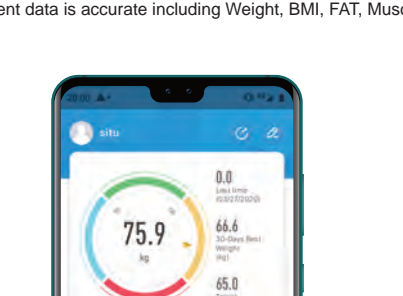 ent data is accurate including Weight, BMI, FAT, Musc
20:00
situ
0.0
Last time
(03/27/2020)
75.9
kg
66.6
30-Days Best
Weight
(kg)
65.0